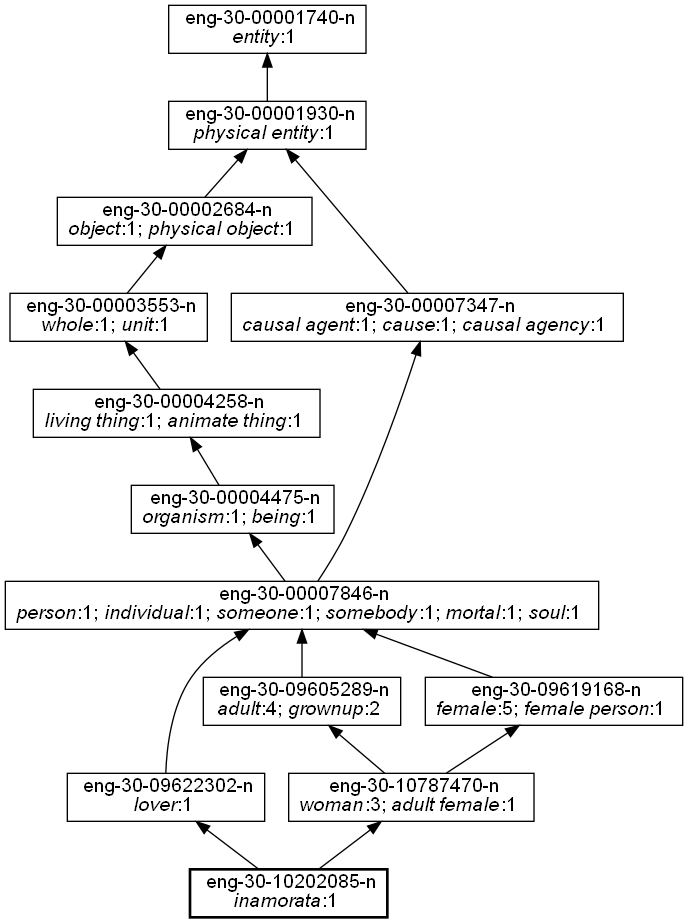 eng-30-00001740-n
entity:1
eng-30-00001930-n
physical entity:1
eng-30-00002684-n
object:1; physical object:1
eng-30-00003553-n
whole:1; unit:1
eng-30-00007347-n
causal agent:1; cause:1; causal agency:1
eng-30-00004258-n
living thing:1; animate thing:1
eng-30-00004475-n
organism:1; being:1
eng-30-00007846-n
person:1; individual:1; someone:1; somebody:1; mortal:1; soul:1
eng-30-09605289-n
adult:4; grownup:2
eng-30-09619168-n
female:5; female person:1
eng-30-09622302-n
lover:1
eng-30-10787470-n
woman:3; adult female:1
eng-30-10202085-n
inamorata:1